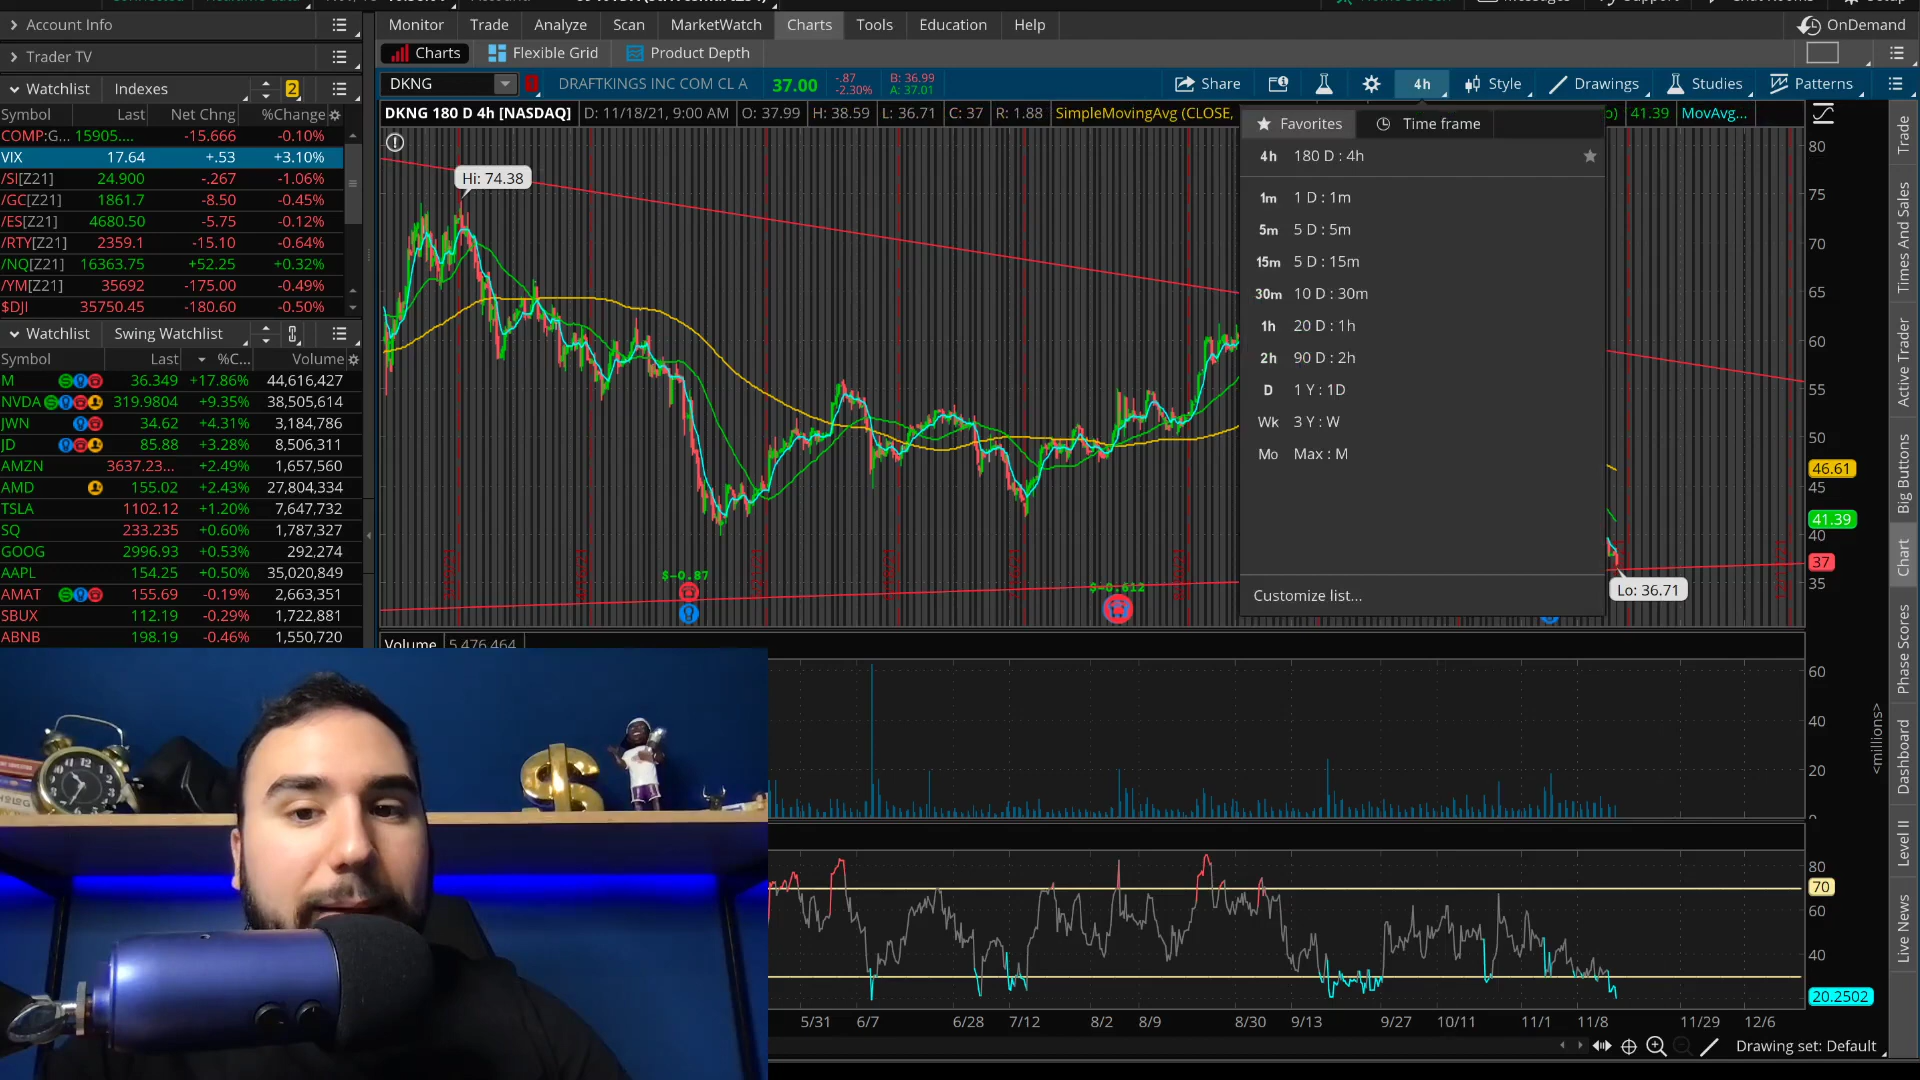 Account Info
Monitor Trade Analyze Scan MarketWatch Charts Tools Education Help OnDemand
Trader TV
Charts Flexible Grid Product Depth
Watchlist Indexes 2
DKNG DRAFTKINGS INC COM CL A 37.00 -.87 -2.30% B: 36.99 A: 37.01 Share 4h Style Drawings Studies Patterns
Symbol Last Net Chng %Change
DKNG 180 D 4h [NASDAQ] D: 11/18/21, 9:00 AM O: 37.99 H: 38.59 L: 36.71 C: 37 R: 1.88 SimpleMovingAvg (CLOSE, 41.39 MovAvg...
COMP:G... 15905.... -15.666 -0.10%
VIX 17.64 +.53 +3.10%
/SI[Z21] 24.900 -.267 -1.06%
/GC[Z21] 1861.7 -8.50 -0.45%
/ES[Z21] 4680.50 -5.75 -0.12%
/RTY[Z21] 2359.1 -15.10 -0.64%
/NQ[Z21] 16363.75 +52.25 +0.32%
/YM[Z21] 35692 -175.00 -0.49%
$DJI 35750.45 -180.60 -0.50%
Watchlist Swing Watchlist
Symbol Last %C... Volume
M 36.349 +17.86% 44,616,427
NVDA 319.9804 +9.35% 38,505,614
JWN 34.62 +4.31% 3,184,786
JD 85.88 +3.28% 8,506,311
AMZN 3637.23... +2.49% 1,657,560
AMD 155.02 +2.43% 27,804,334
TSLA 1102.12 +1.20% 7,647,732
SQ 233.235 +0.60% 1,787,327
GOOG 2996.93 +0.53% 292,274
AAPL 154.25 +0.50% 35,020,849
AMAT 155.69 -0.19% 2,663,351
SBUX 112.19 -0.29% 1,722,881
ABNB 198.19 -0.46% 1,550,720
Hi: 74.38
$-0.87
$-0.612
Favorites Time frame
4h 180 D : 4h
1m 1 D : 1m
5m 5 D : 5m
15m 5 D : 15m
30m 10 D : 30m
1h 20 D : 1h
2h 90 D : 2h
D 1 Y : 1D
Wk 3 Y : W
Mo Max : M
Customize list...
Lo: 36.71
80
75
70
65
60
55
50
46.61
45
41.39
40
37
35
Volume 5,476,464
60
40
20
<millions>
80
70
60
40
20.2502
5/31 6/7 6/28 7/12 8/2 8/9 8/30 9/13 9/27 10/11 11/1 11/8 11/29 12/6
Drawing set: Default
Trade
Times And Sales
Active Trader
Big Buttons
Chart
Phase Scores
Dashboard
Level II
Live News